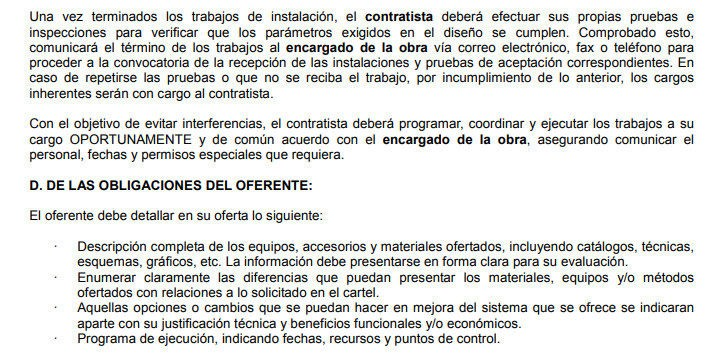 Una vez terminados los trabajos de instalación, el contratista deberá efectuar sus propias pruebas e
inspecciones para verificar que los parámetros exigidos en el diseño se cumplen. Comprobado esto,
comunicará el término de los trabajos al encargado de la obra vía correo electrónico, fax o teléfono para
proceder a la convocatoria de la recepción de las instalaciones y pruebas de aceptación correspondientes. En
caso de repetirse las pruebas o que no se reciba el trabajo, por incumplimiento de lo anterior, los cargos
inherentes serán con cargo al contratista.
Con el objetivo de evitar interferencias, el contratista deberá programar, coordinar y ejecutar los trabajos a su
cargo OPORTUNAMENTE y de común acuerdo con el encargado de la obra, asegurando comunicar el
personal, fechas y permisos especiales que requiera.
D. DE LAS OBLIGACIONES DEL OFERENTE:
El oferente debe detallar en su oferta lo siguiente:
· Descripción completa de los equipos, accesorios y materiales ofertados, incluyendo catálogos, técnicas,
esquemas, gráficos, etc. La información debe presentarse en forma clara para su evaluación.
· Enumerar claramente las diferencias que puedan presentar los materiales, equipos y/o métodos
ofertados con relaciones a lo solicitado en el cartel.
· Aquellas opciones o cambios que se puedan hacer en mejora del sistema que se ofrece se indicaran
aparte con su justificación técnica y beneficios funcionales y/o económicos.
· Programa de ejecución, indicando fechas, recursos y puntos de control.